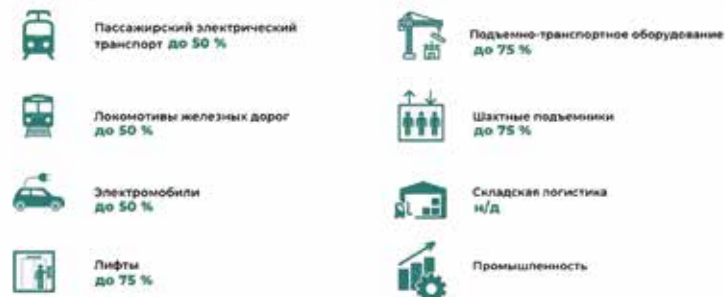 Пассажирский электрический
транспорт до 50 %
Локомотивы железных дорог
до 50 %
Электромобили
до 50 %
Лифты
до 75 %
Подъемно-транспортное оборудование
до 75 %
Шахтные подъемники
до 75 %
Складская логистика
н/д
Промышленность